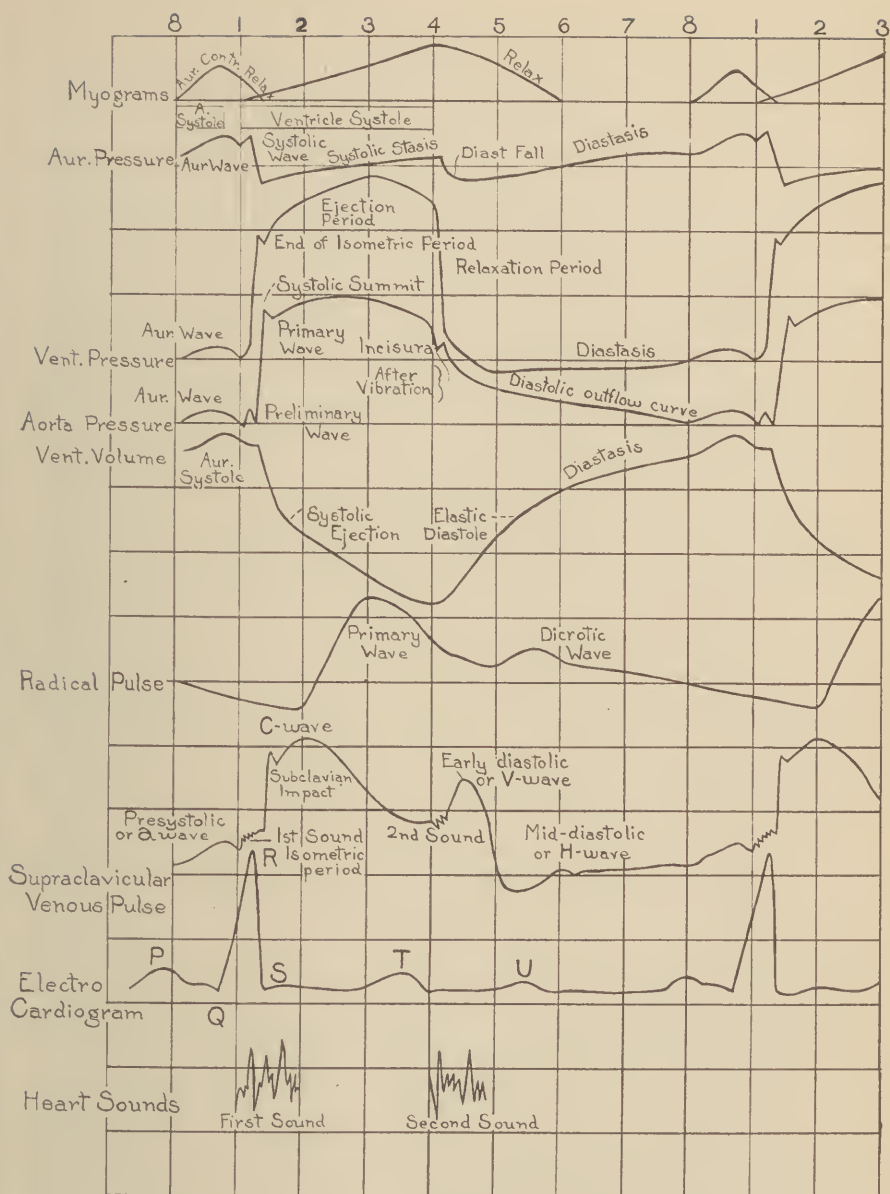 8 1 2 3 4 5 6 7 8 1 2 3
Aur. Contr. Relax
Relax
Myograms
A.
Systole
Ventricle Systole
Aur. Pressure
Aur Wave
Systolic
Wave
Systolic Stasis
Diast Fall
Diastasis
Ejection
Period
End of Isometric Period
Relaxation Period
Systolic Summit
Aur. Wave
Primary
Wave
Incisura
Diastasis
Vent. Pressure
After
Vibration
Diastolic outflow curve
Aur. Wave
Aorta Pressure
Preliminary
Wave
Vent. Volume
Aur.
Systole
Diastasis
Systolic
Ejection
Elastic
Diastole
Primary
Wave
Dicrotic
Wave
Radical Pulse
C-wave
Subclavian
Impact
Early diastolic
or V-wave
Presystolic
or a wave
1st Sound
R Isometric
period
2nd Sound
Mid-diastolic
or H-wave
Supraclavicular
Venous Pulse
P
S
T
U
Electro
Cardiogram
Q
Heart Sounds
First Sound
Second Sound